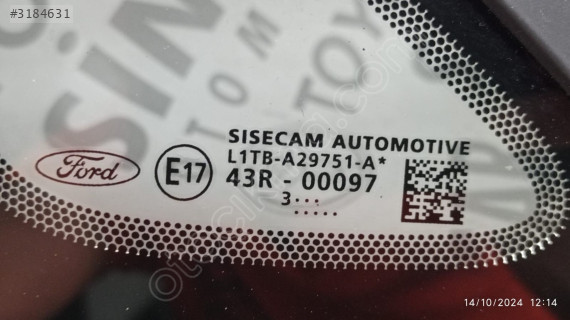 #3184631
SISECAM AUTOMOTIVE
L1TB-A29751-A*
Ford
E17
43R - 00097
3...
.....
14/10/2024 12:14